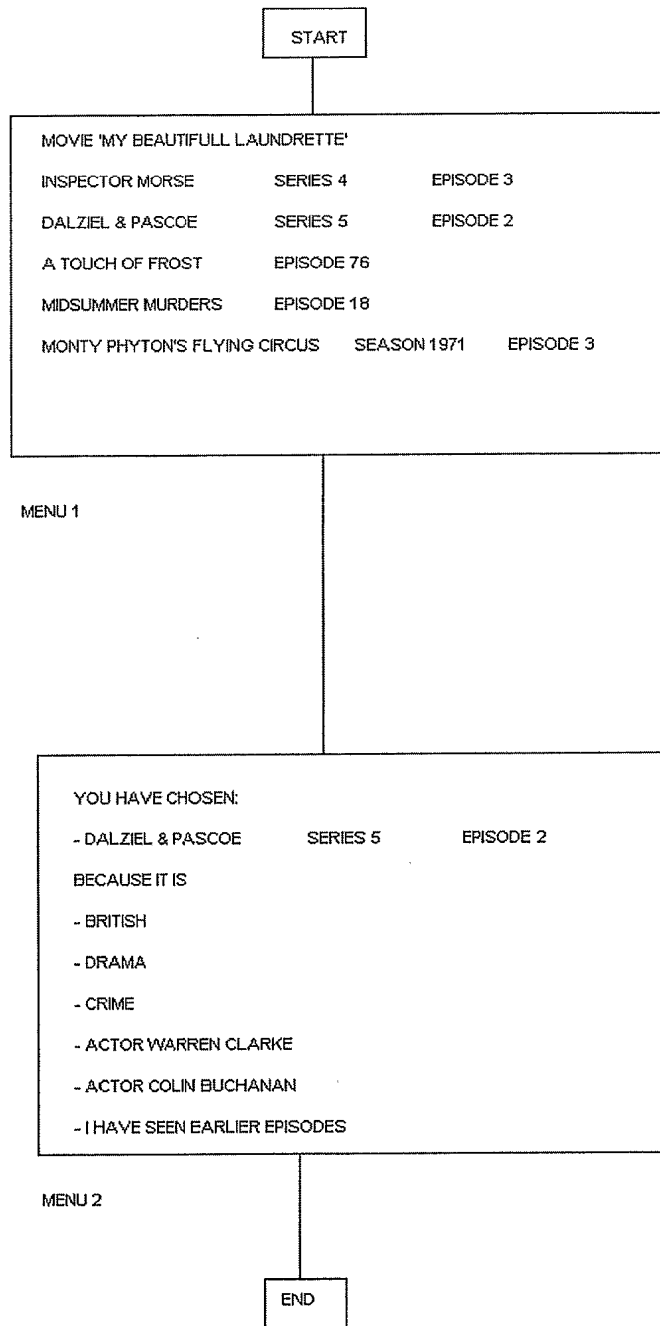 START
MOVIE 'MY BEAUTIFULL LAUNDRETTE'
INSPECTOR MORSE SERIES 4 EPISODE 3
DALZIEL & PASCOE SERIES 5 EPISODE 2
A TOUCH OF FROST EPISODE 76
MIDSUMMER MURDERS EPISODE 18
MONTY PHYTON'S FLYING CIRCUS SEASON 1971 EPISODE 3
MENU 1
YOU HAVE CHOSEN:
- DALZIEL & PASCOE SERIES 5 EPISODE 2
BECAUSE IT IS
- BRITISH
- DRAMA
- CRIME
- ACTOR WARREN CLARKE
- ACTOR COLIN BUCHANAN
- I HAVE SEEN EARLIER EPISODES
MENU 2
END